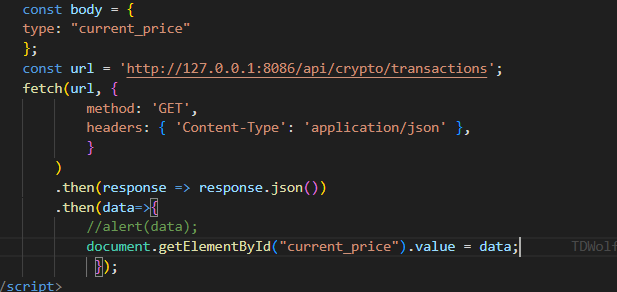 const body = {
type: "current_price"
};
const url = 'http://127.0.0.1:8086/api/crypto/transactions';
fetch(url, {
method: 'GET',
headers: { 'Content-Type': 'application/json' },
}
)
.then(response => response.json())
.then(data=>{
//alert(data);
document.getElementById("current_price").value = data; TDWolf
});
/script>